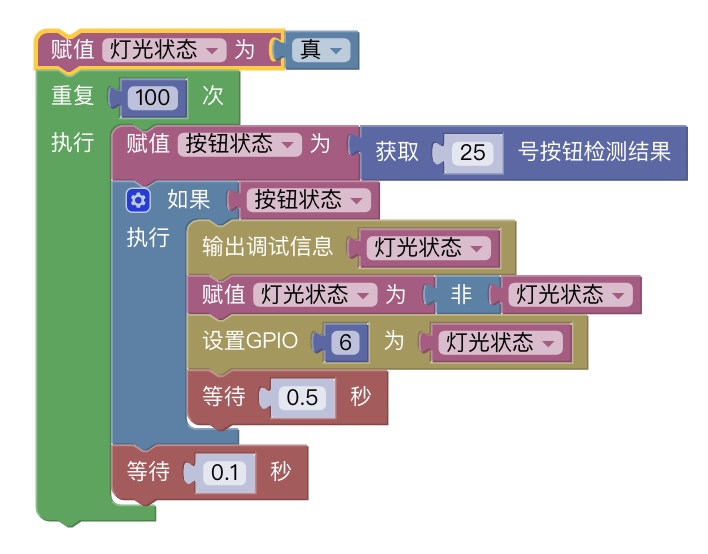 赋值 灯光状态 为 真
重复 100 次
执行 赋值 按钮状态 为 获取 25 号按钮检测结果
如果 按钮状态
执行 输出调试信息 灯光状态
赋值 灯光状态 为 非 灯光状态
设置GPIO 6 为 灯光状态
等待 0.5 秒
等待 0.1 秒